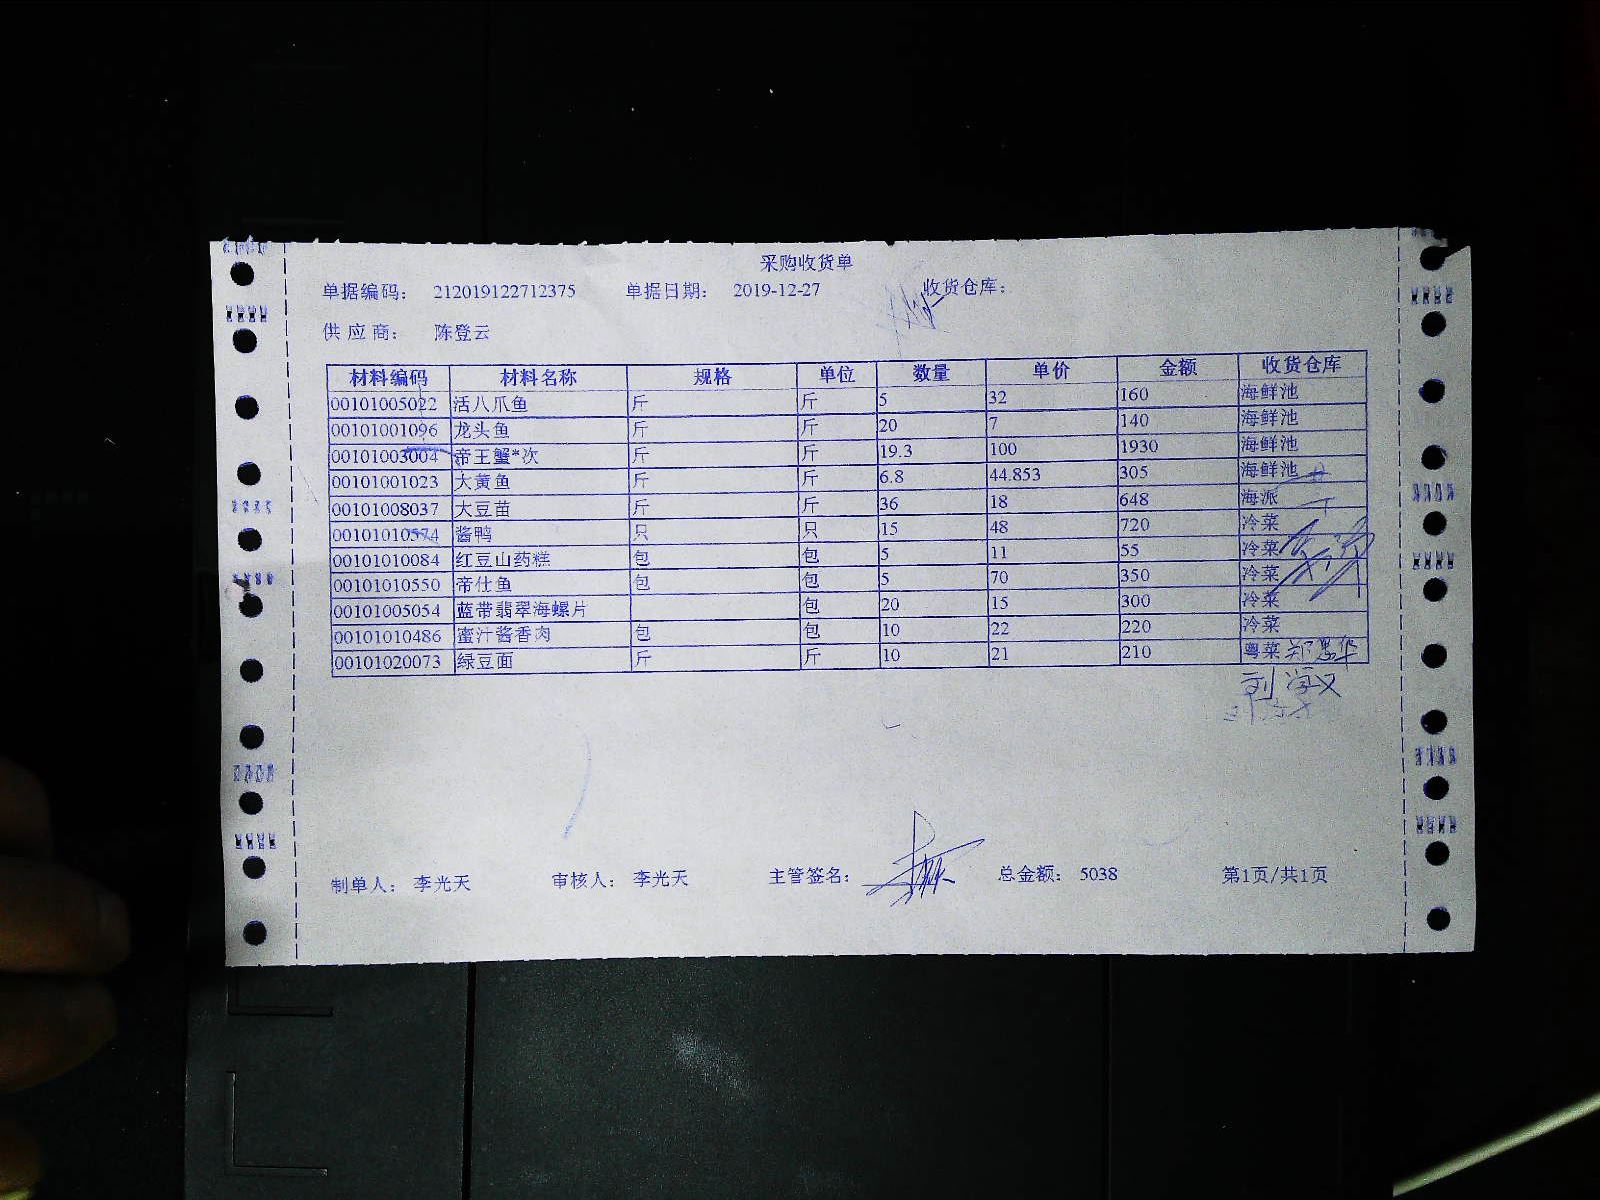 采购收货单
单据编码： 212019122712375 单据日期： 2019-12-27 收货仓库：
供应商： 陈登云
材料编码 材料名称 规格 单位 数量 单价 金额 收货仓库
00101005022 活八爪鱼 斤 斤 5 32 160 海鲜池
00101001096 龙头鱼 斤 斤 20 7 140 海鲜池
00101003004 帝王蟹*次 斤 斤 19.3 100 1930 海鲜池
00101001023 大黄鱼 斤 斤 6.8 44.853 305 海鲜池
00101008037 大豆苗 斤 斤 36 18 648 海派
00101010574 酱鸭 只 只 15 48 720 冷菜
00101010084 红豆山药糕 包 包 5 11 55 冷菜
00101010550 帝仕鱼 包 包 5 70 350 冷菜
00101005054 蓝带翡翠海螺片 包 20 15 300 冷菜
00101010486 蜜汁酱香肉 包 包 10 22 220 冷菜
00101020073 绿豆面 斤 斤 10 21 210 粤菜
制单人： 李光天 审核人： 李光天 主管签名： 总金额： 5038 第1页/共1页